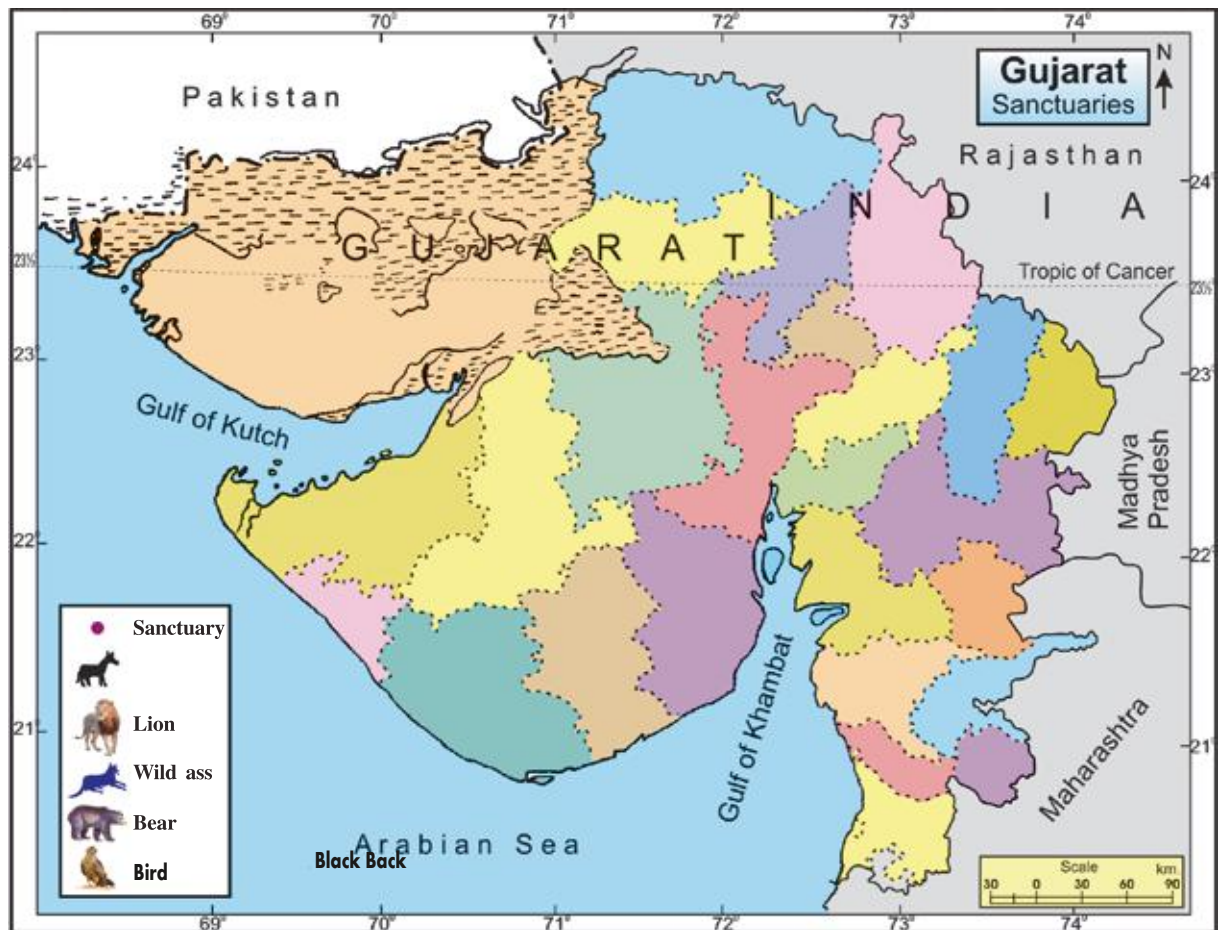 69° 70° 71° 72° 73° 74°
Gujarat
Sanctuaries
N
Pakistan
Rajasthan
24° 24°
INDIA
GUJARAT
23½ 23½
Tropic of Cancer
23° 23°
Gulf of Kutch
Madhya
Pradesh
22° 22°
Sanctuary
Lion
Wild ass
Bear
Bird
21° 21°
Gulf of Khambat
Maharashtra
Arabian Sea
Black Back
Scale
km.
30 0 30 60 90
69° 70° 71° 72° 73° 74°